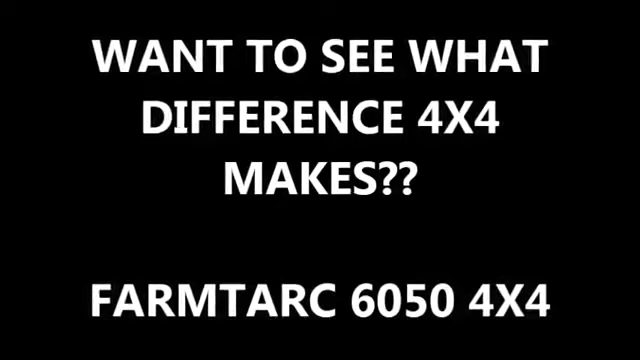 WANT TO SEE WHAT
DIFFERENCE 4X4
MAKES??
FARMTARC 6050 4X4